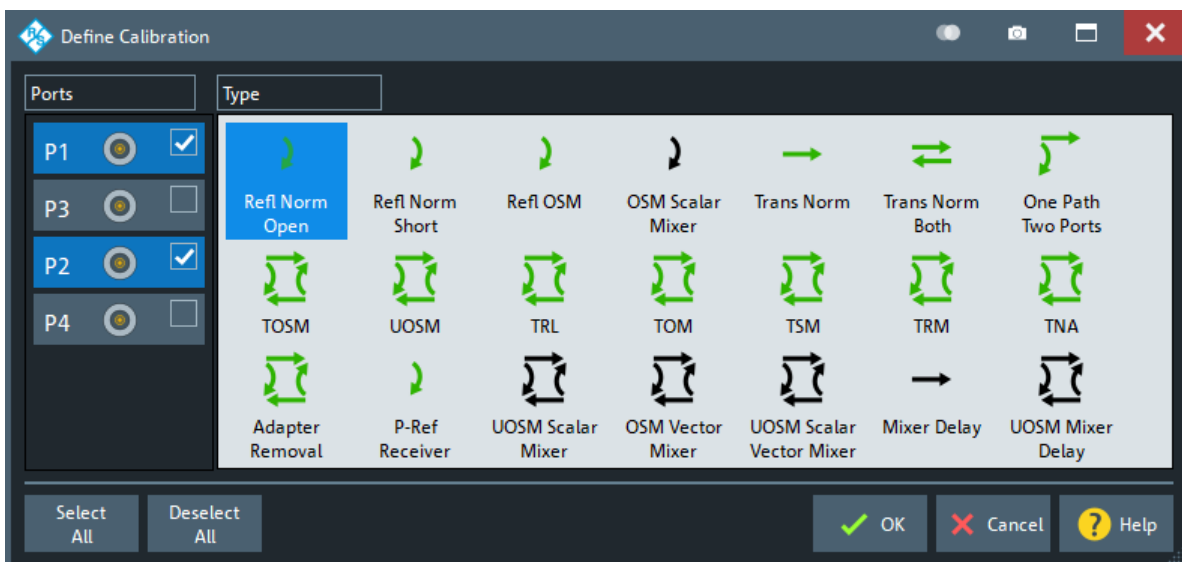 R&S Define Calibration
Ports
Type
P1
P3
P2
P4
Refl Norm
Open
Refl Norm
Short
Refl OSM
OSM Scalar
Mixer
Trans Norm
Trans Norm
Both
One Path
Two Ports
TOSM
UOSM
TRL
TOM
TSM
TRM
TNA
Adapter
Removal
P-Ref
Receiver
UOSM Scalar
Mixer
OSM Vector
Mixer
UOSM Scalar
Vector Mixer
Mixer Delay
UOSM Mixer
Delay
Select
All
Deselect
All
OK
Cancel
? Help